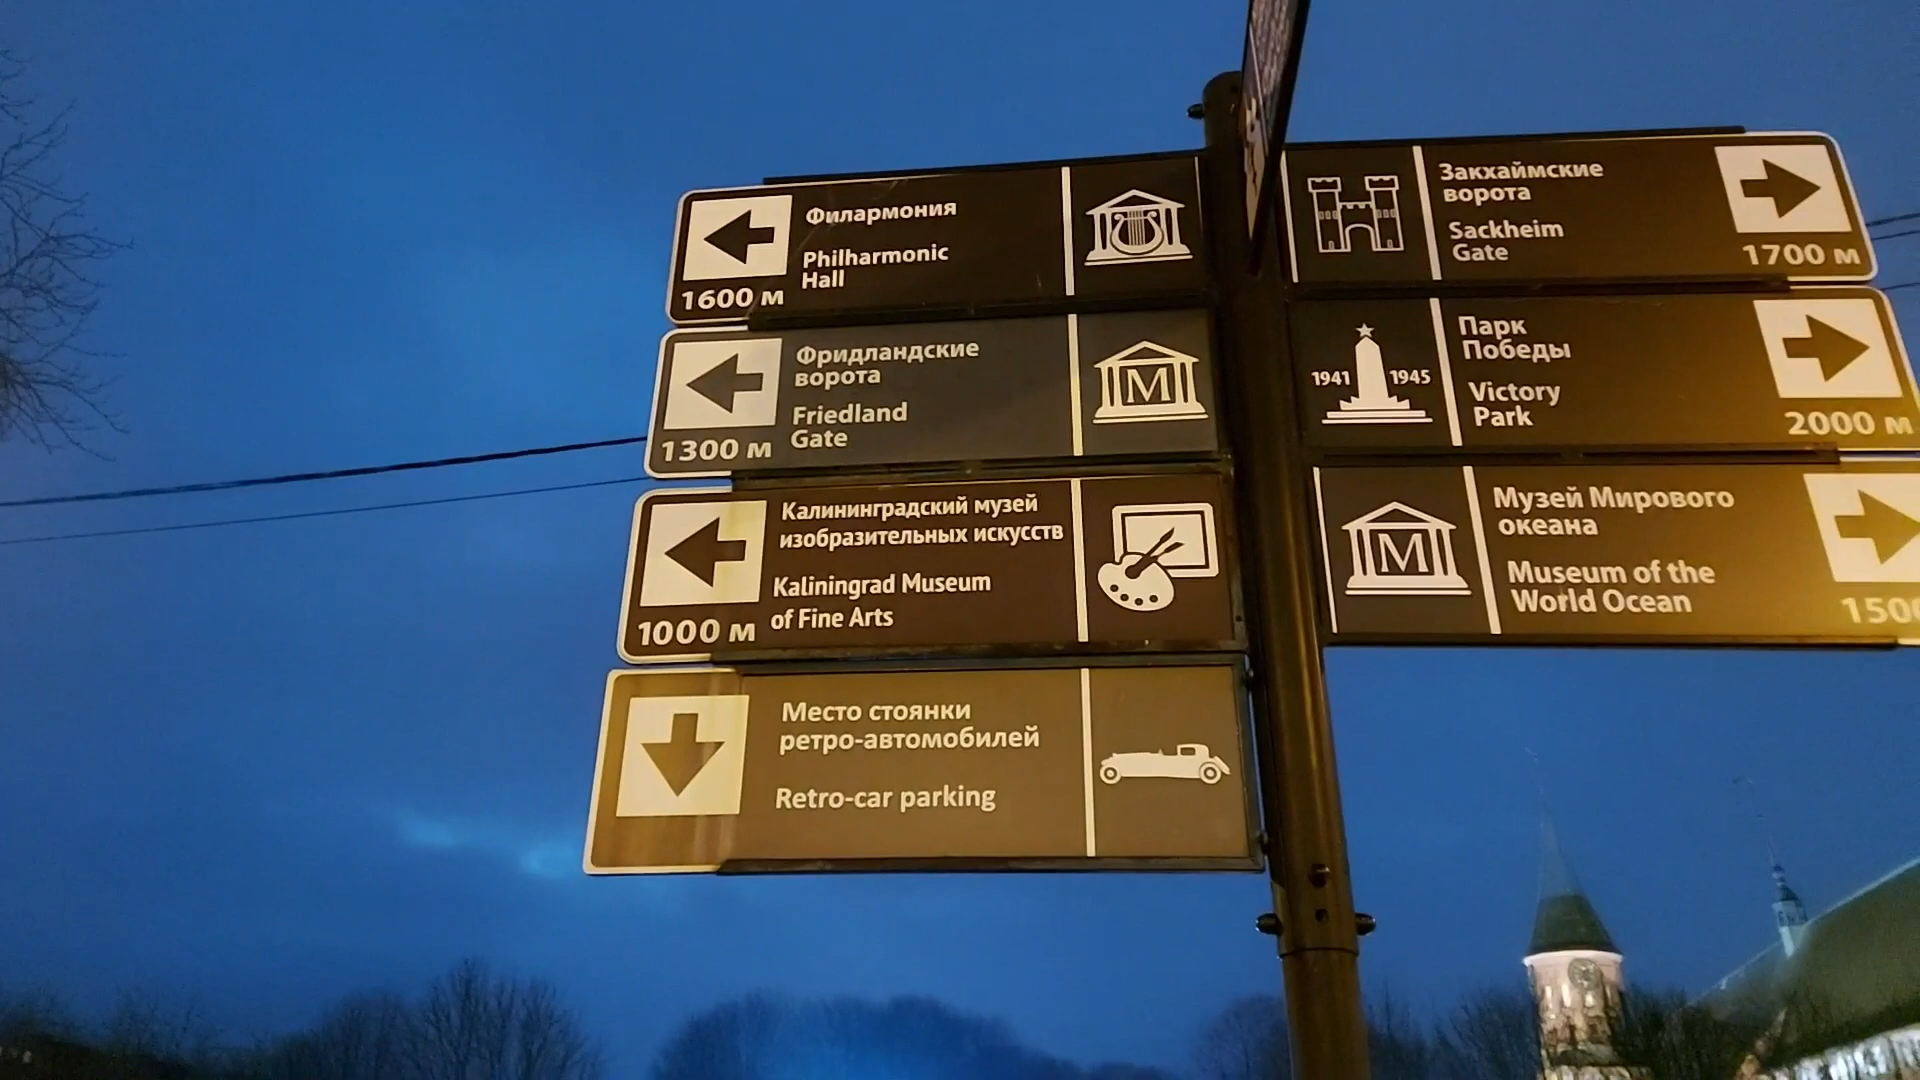 Филармония
Philharmonic
Hall
1600 м
Фридландские
ворота
Friedland
Gate
1300 м
M
Калининградский музей
изобразительных искусств
Kaliningrad Museum
of Fine Arts
1000 м
Место стоянки
ретро-автомобилей
Retro-car parking
Закхаймские
ворота
Sackheim
Gate
1700 м
1941 1945
Парк
Победы
Victory
Park
2000 м
M
Музей Мирового
океана
Museum of the
World Ocean